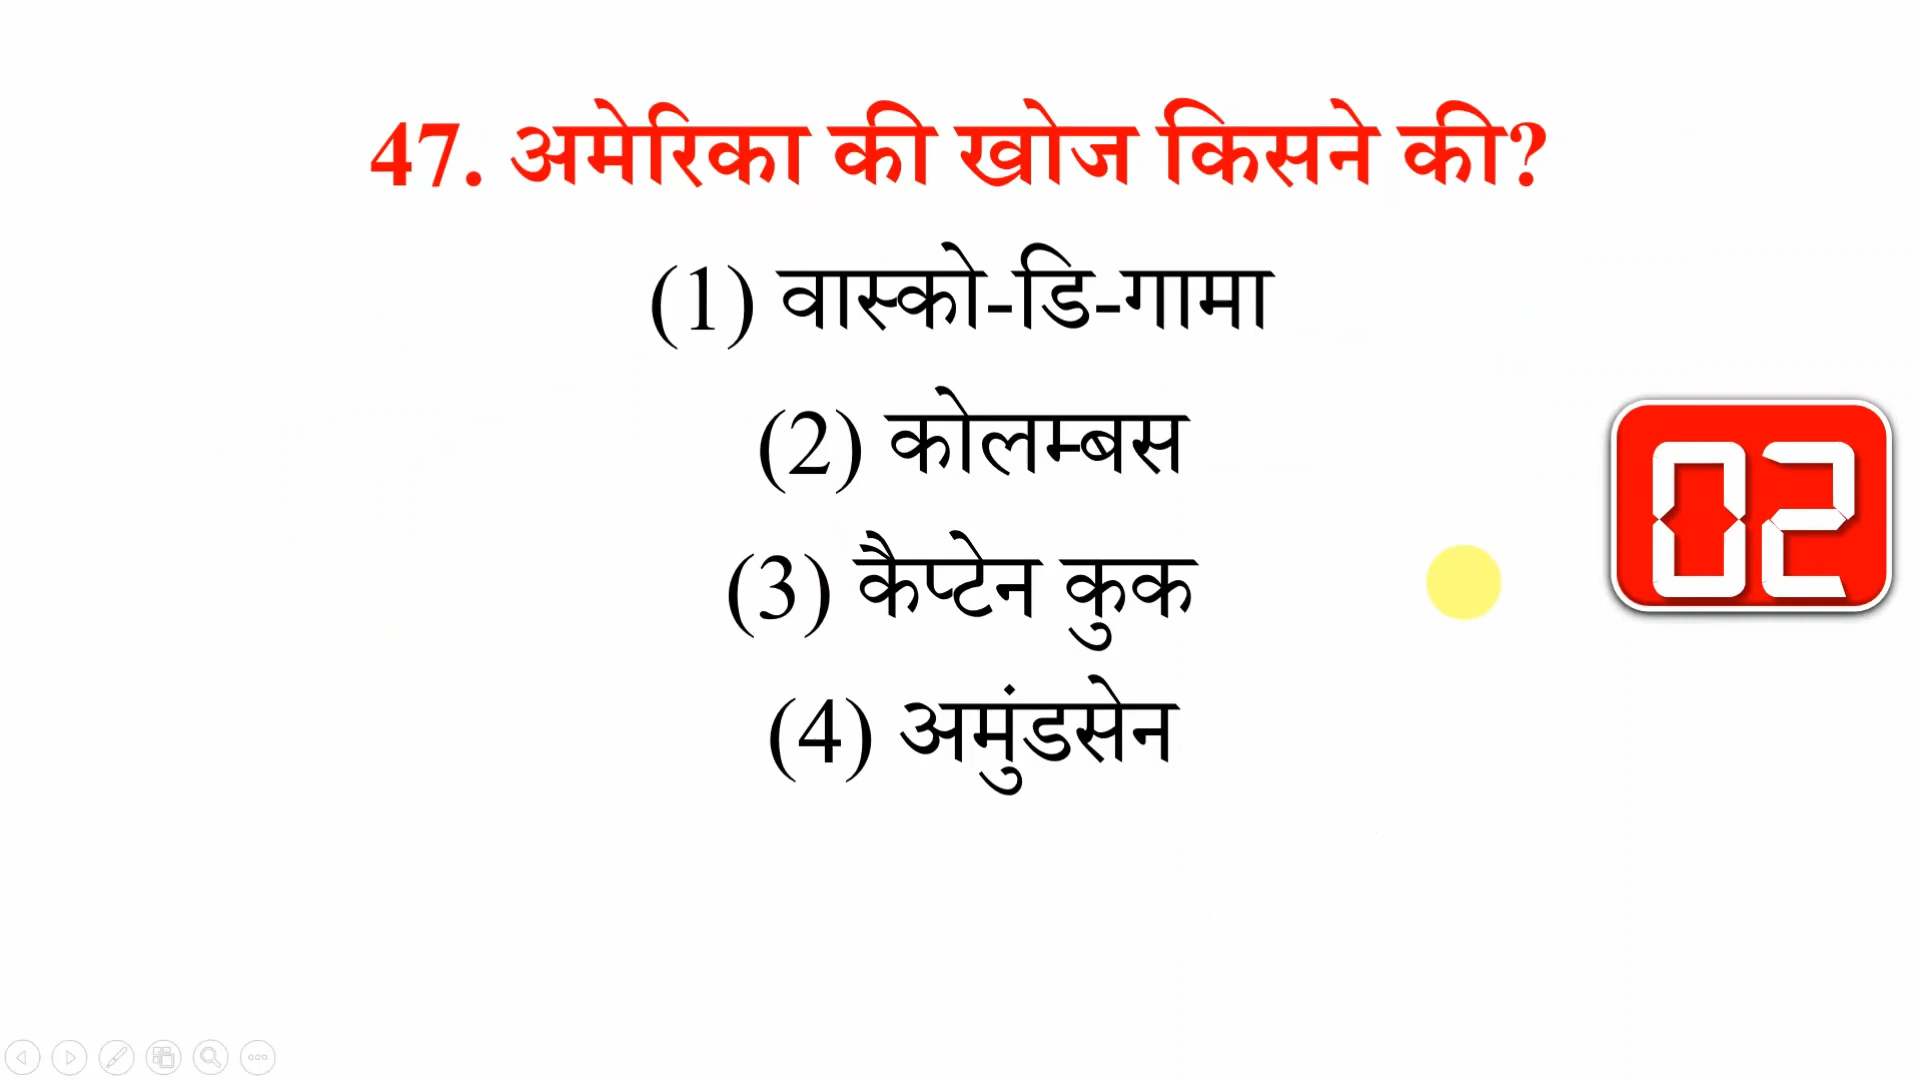 47. अमेरिका की खोज किसने की?
(1) वास्को-डि-गामा
(2) कोलम्बस
(3) कैप्टेन कुक
(4) अमुंडसेन
02